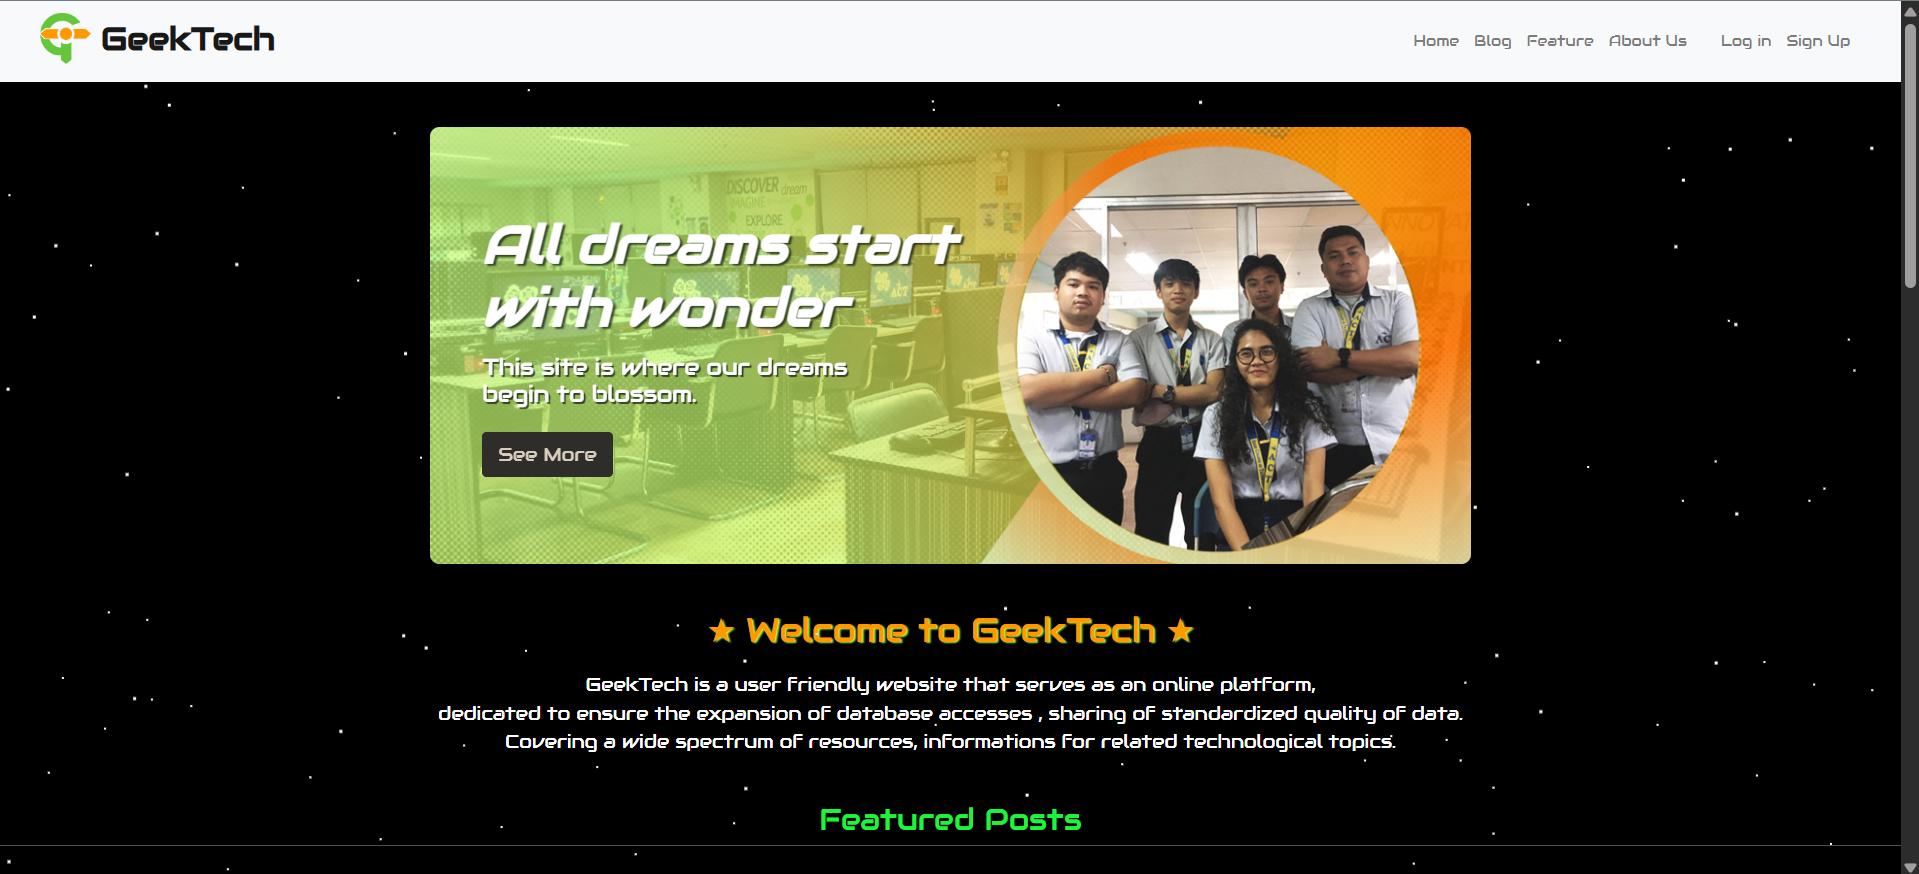 GeekTech
Home Blog Feature About Us Log in Sign Up
DISCOVER dream
IMAGINE
EXPLORE
All dreams start
with wonder
This site is where our dreams
begin to blossom.
See More
★ Welcome to GeekTech ★
GeekTech is a user friendly website that serves as an online platform,
dedicated to ensure the expansion of database accesses , sharing of standardized quality of data.
Covering a wide spectrum of resources, informations for related technological topics.
Featured Posts